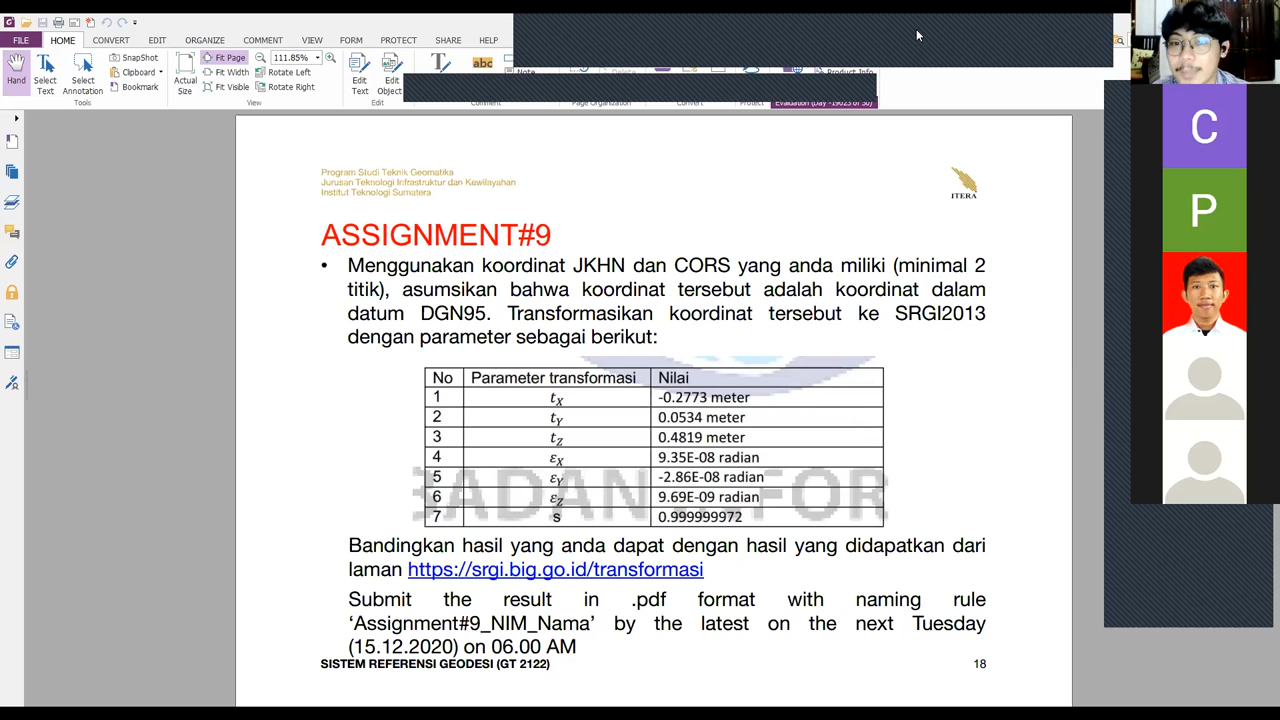 FILE HOME CONVERT EDIT ORGANIZE COMMENT VIEW FORM PROTECT SHARE HELP
Hand
Select Text
Select Annotation
SnapShot
Clipboard
Bookmark
Tools
Actual Size
Fit Page
Fit Width
Fit Visible
111.85%
Rotate Left
Rotate Right
View
Edit Text
Edit Object
Edit
Comment
Page Organization
Convert
Protect
Product Info
Program Studi Teknik Geomatika
Jurusan Teknologi Infrastruktur dan Kewilayahan
Institut Teknologi Sumatera
ITERA
C
P
ASSIGNMENT#9
• Menggunakan koordinat JKHN dan CORS yang anda miliki (minimal 2
titik), asumsikan bahwa koordinat tersebut adalah koordinat dalam
datum DGN95. Transformasikan koordinat tersebut ke SRGI2013
dengan parameter sebagai berikut:
No Parameter transformasi Nilai
1 tX -0.2773 meter
2 tY 0.0534 meter
3 tZ 0.4819 meter
4 εX 9.35E-08 radian
5 εY -2.86E-08 radian
6 εZ 9.69E-09 radian
7 s 0.999999972
Bandingkan hasil yang anda dapat dengan hasil yang didapatkan dari
laman https://srgi.big.go.id/transformasi
Submit the result in .pdf format with naming rule
‘Assignment#9_NIM_Nama’ by the latest on the next Tuesday
(15.12.2020) on 06.00 AM
SISTEM REFERENSI GEODESI (GT 2122) 18